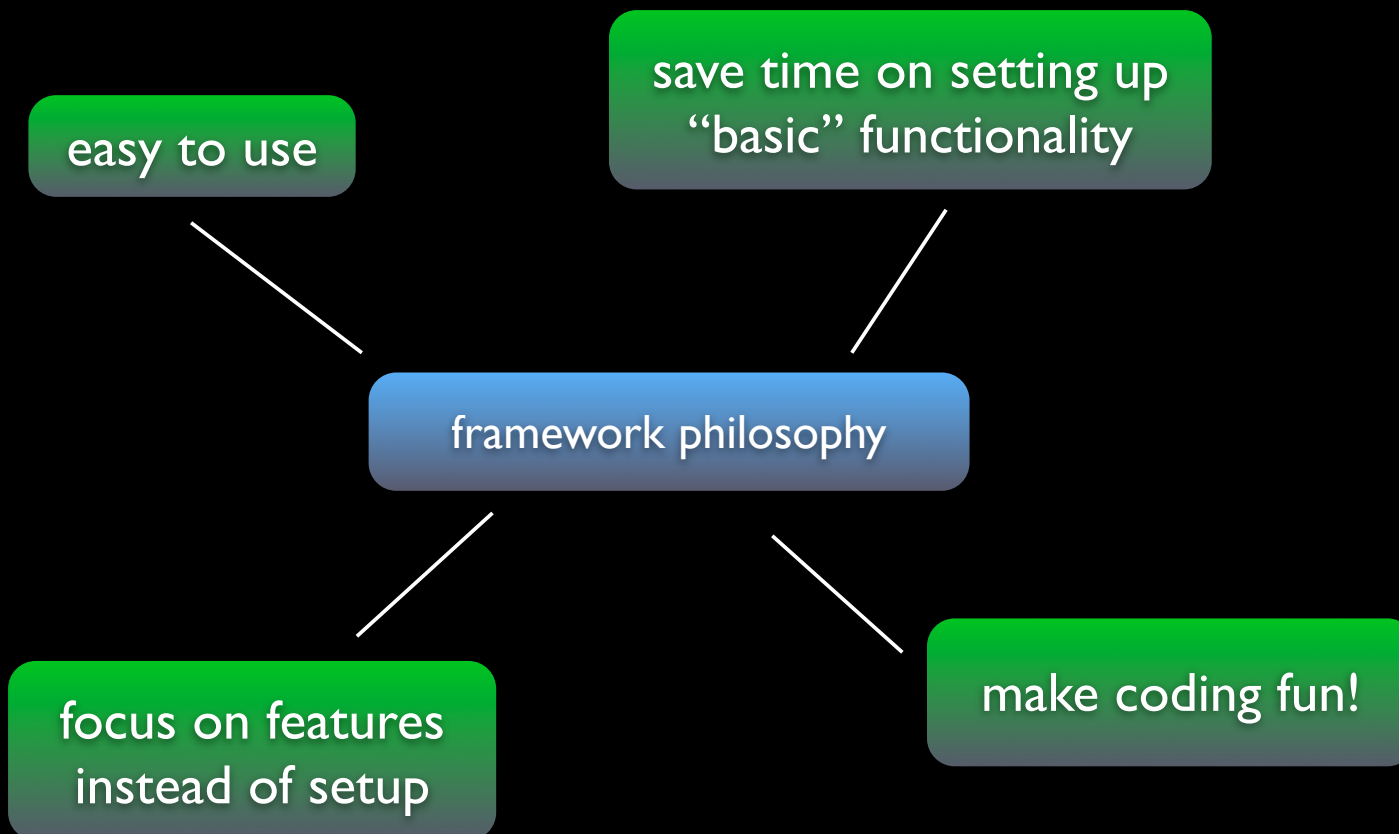 save time on setting up
“basic” functionality
easy to use
framework philosophy
focus on features
instead of setup
make coding fun!